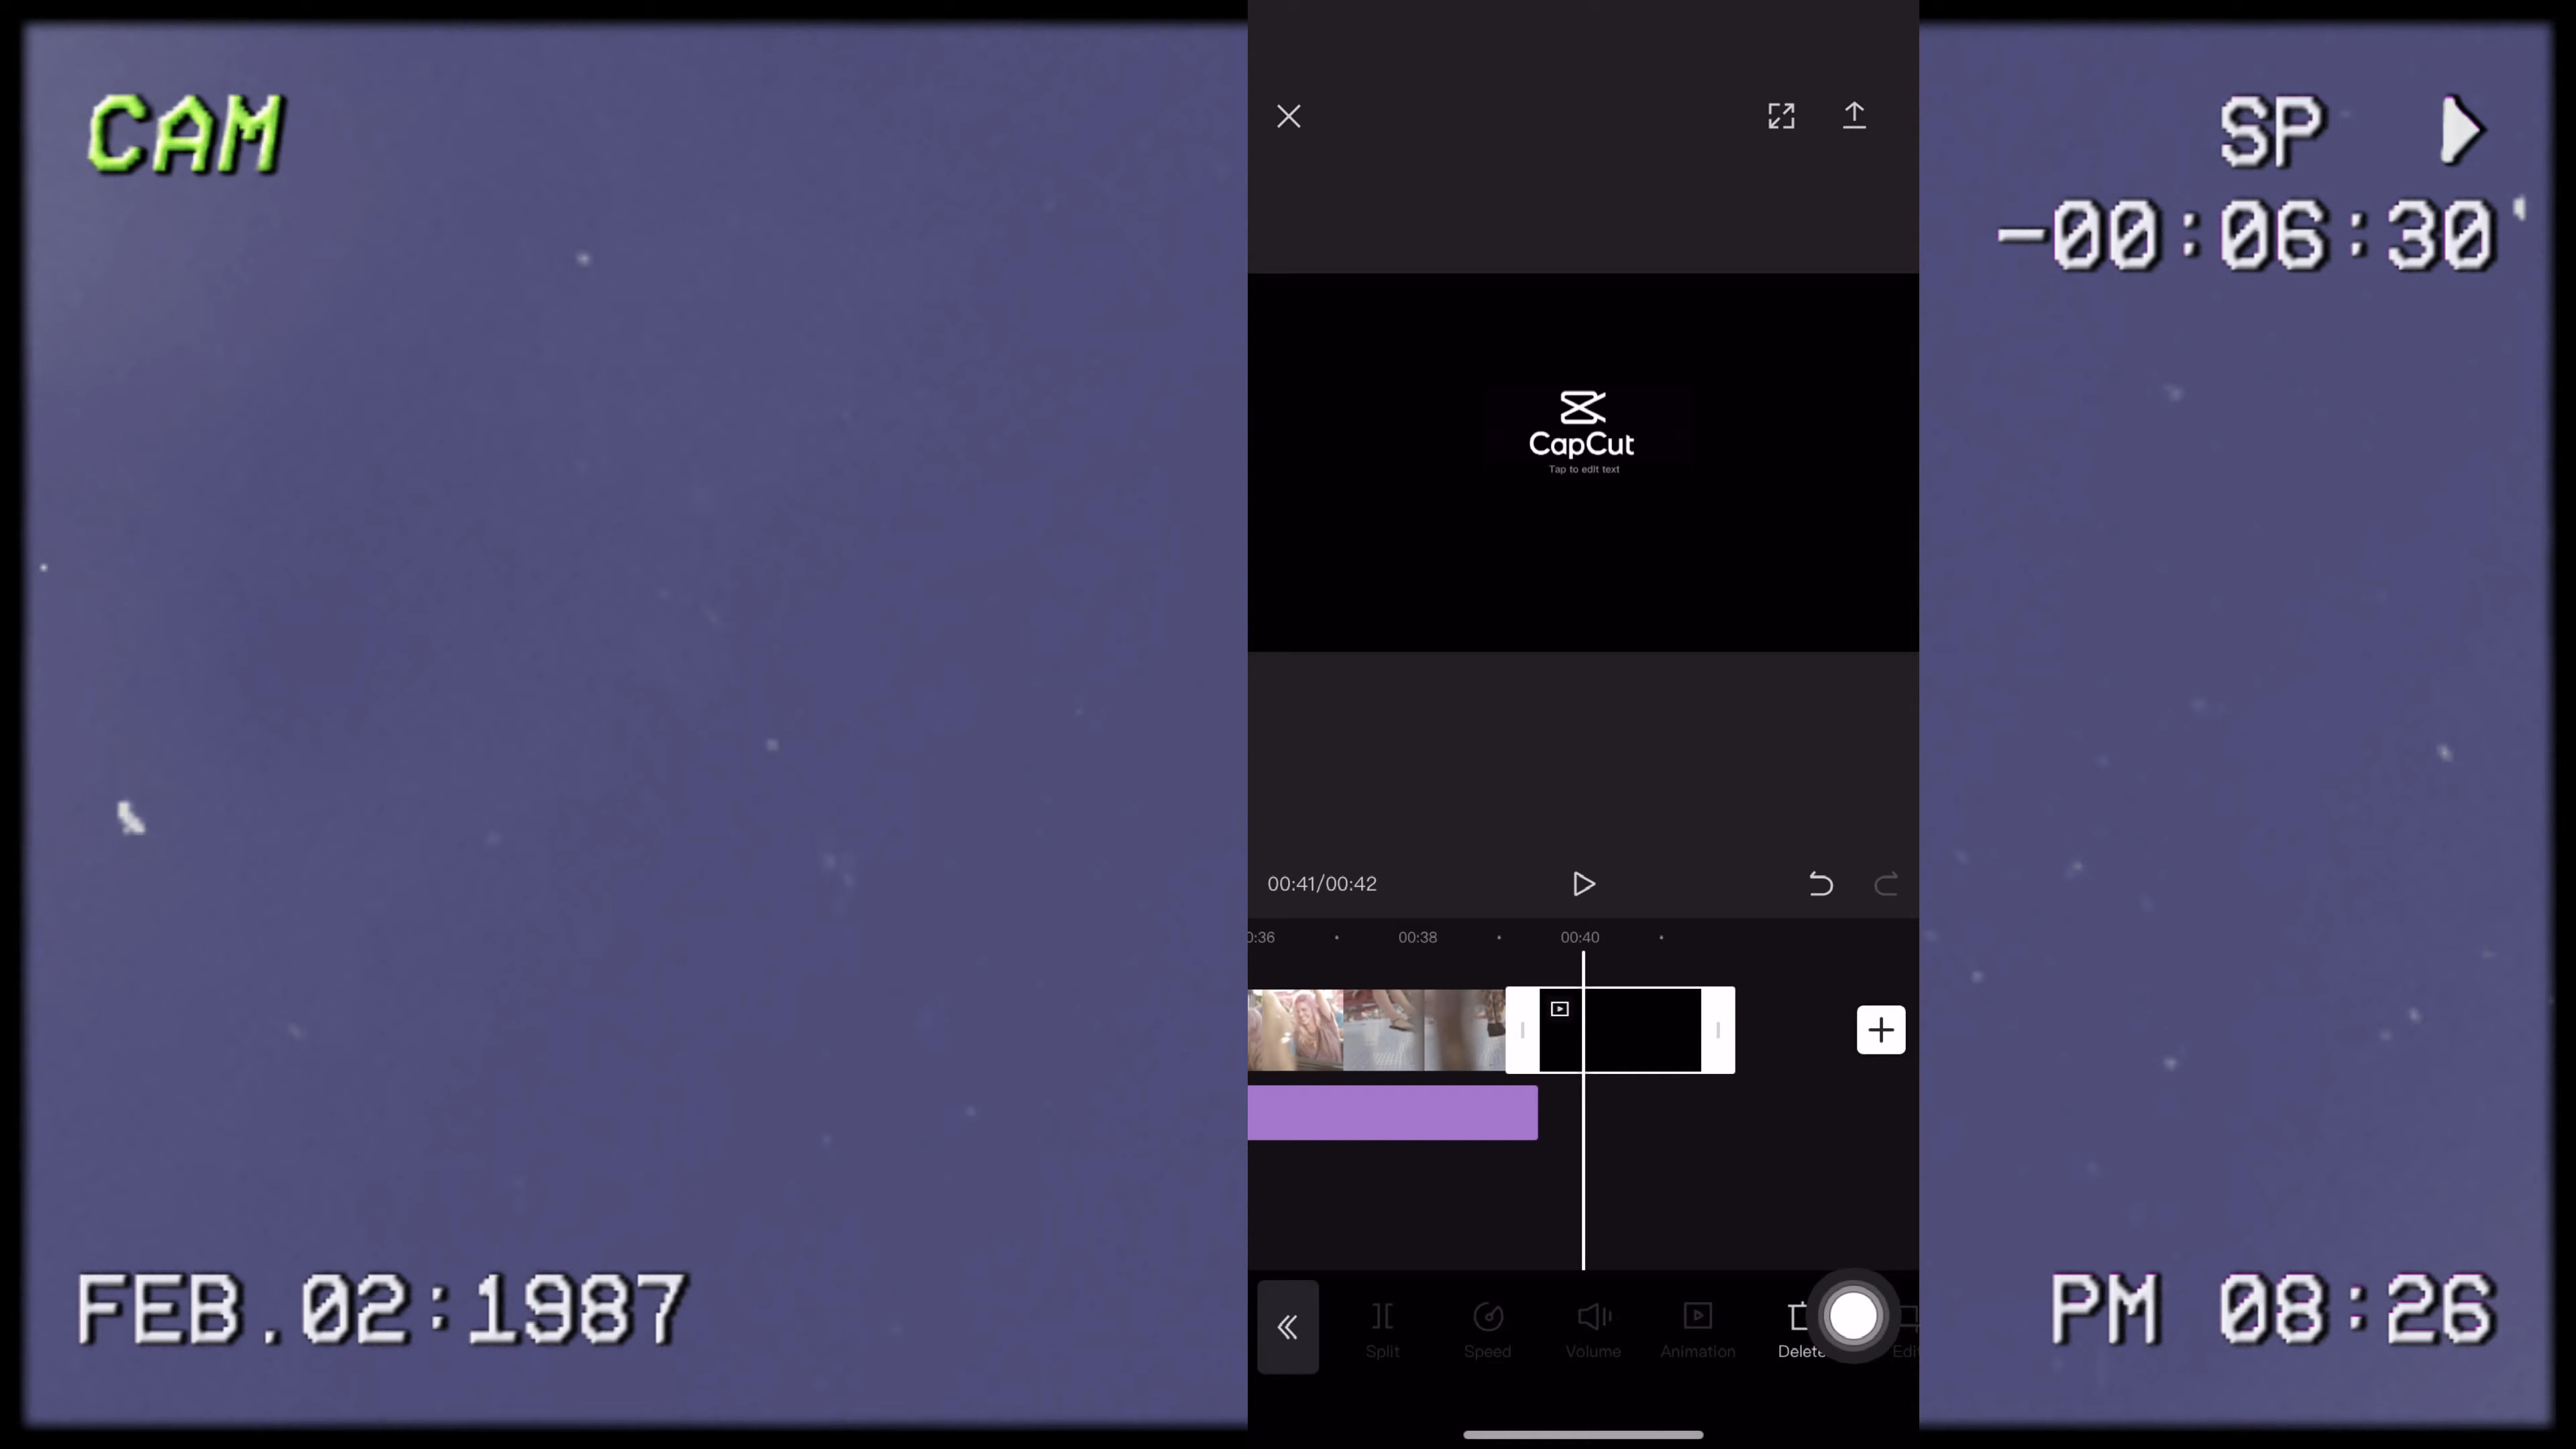 CAM
SP
-00:06:30
CapCut
Tap to edit text
00:41/00:42
0:36
00:38
00:40
Split
Speed
Volume
Animation
Delete
Edit
FEB.02:1987
PM 08:26